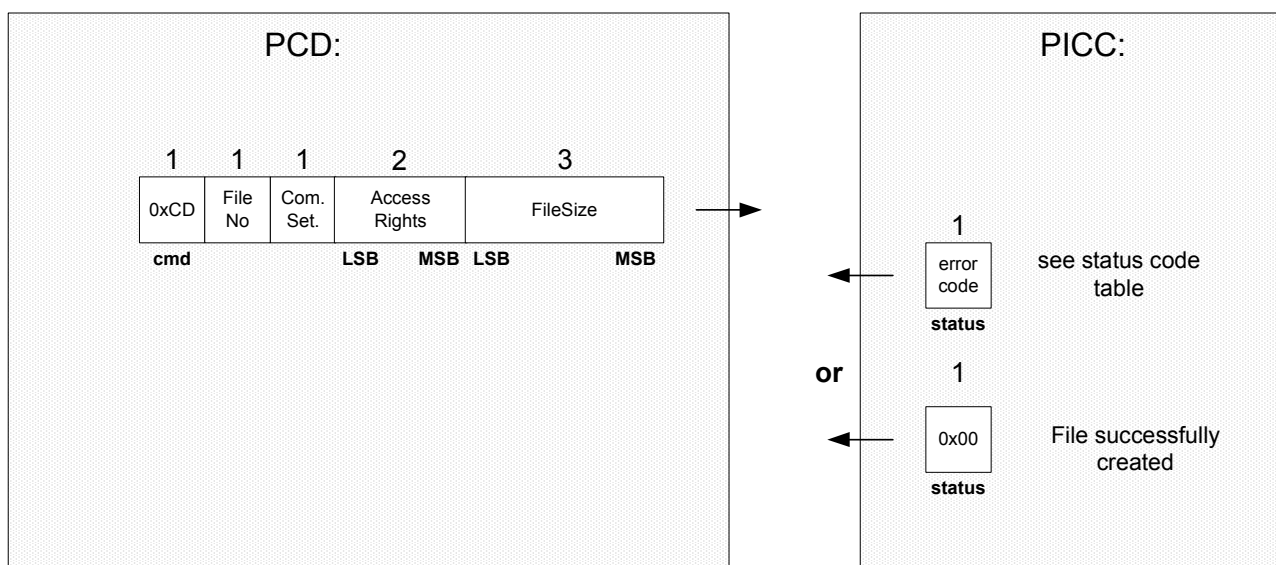 PCD:
PICC:
1 1 1 2 3
0xCD
File
No
Com.
Set.
Access
Rights
FileSize
cmd
LSB MSB LSB MSB
1
error
code
see status code
table
status
or
1
0x00
File successfully
created
status